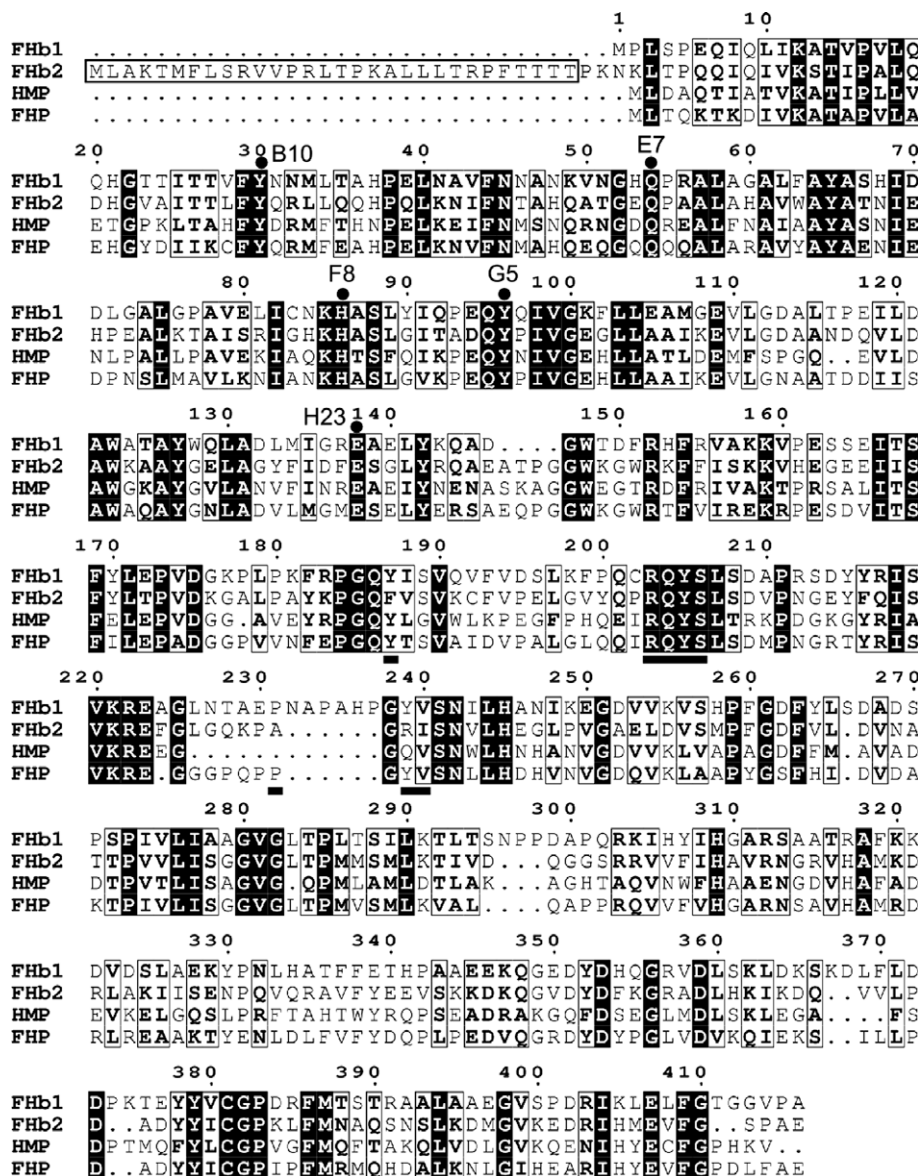 1 10
FHb1 .................................MPLSPEQIQLIKATVPVLQ
FHb2 MLAKTMFLSRVVPRLTPKALLLTRPFTTTTPKNKLTPQQIQIVKSTIPALQ
HMP ..................................MLDAQTIATVKATIPLLV
FHP ..................................MLTQKTKDIVKATAPVLA
20 30 B10 40 50 E7 60 70
FHb1 QHGTTITTVFYNNMLTAHPELNAVFNNANKVNGHQPRALAGALFAYASHID
FHb2 DHGVAITTLFYQRLLQQHPQLKNIFNTAHQATGEQPAALAHAVWAYATNIE
HMP ETGPKLTAHFYDRMFTHNPELKEIFNMSNQRNGDQREALFNAIAAYASNIE
FHP EHGYDIIKCFYQRMFEAHPELKNVFNMAHQEQGQQQQALARAVYAYAENIE
80 F8 90 G5 100 110 120
FHb1 DLGALGPAVELICNKHASLYIQPEQYQIVGKFLLEAMGEVLGDALTPEILD
FHb2 HPEALKTAISRIGHKHASLGITADQYPIVGEGLLAAIKEVLGDAANDQVLD
HMP NLPALLPAVEKIAQKHTSFQIKPEQYNIVGEHLLATLDEMFSPGQ..EVLD
FHP DPNSLMAVLKNIANKHASLGVKPEQYPIVGEHLLAAIKEVLGNAATDDIIS
130 H23 140 150 160
FHb1 AWATAYWQLADLMIGREAELYKQAD....GWTDFRHFRVAKKVPESSEITS
FHb2 AWKAAYGELAGYFIDFESGLYRQAEATPGGWKGWRKFFISKKVHEGEEIIS
HMP AWGKAYGVLANVFINREAEIYNENASKAGGWEGTRDFRIVAKTPRSALITS
FHP AWAQAYGNLADVLMGMESELYERSAEQPGGWKGWRTFVIREKRPESDVITS
170 180 190 200 210
FHb1 FYLEPVDGKPLPKFRPGQYISVQVFVDSLKFPQCRQYSLSDAPRSDYYRIS
FHb2 FYLTPVDKGALPAYKPGQFVSVKCFVPELGVYQPRQYSLSDVPNGEYFQIS
HMP FELEPVDGG.AVEYRPGQYLGVWLKPEGFPHQEIRQYSLTRKPDGKGYRIA
FHP FILEPADGGPVVNFEPGQYTSVAIDVPALGLQQIRQYSLSDMPNGRTYRIS
220 230 240 250 260 270
FHb1 VKREAGLNTAEPNAPAHPGYVSNILHANIKEGDVVKVSHPFGDFYLSDADS
FHb2 VKREFGLGQKPA......GRISNVLHEGLPVGAELDVSMPFGDFVL.DVNA
HMP VKREEG............GQVSNWLHNHANVGDVVKLVAPAGDFFM.AVAD
FHP VKRE.GGGPQPP......GYVSNLLHDHVNVGDQVKLAAPYGSFHI.DVDA
280 290 300 310 320
FHb1 PSPIVLIAAGVGLTPLTSILKTLTSNPPDAPQRKIHYIHGARSAATRAFKK
FHb2 TTPVVLISGGVGLTPMMSMLKTIVD...QGGSRRVVFIHAVRNGRVHAMKD
HMP DTPVTLISAGVG.QPMLAMLDTLAK....AGHTAQVNWFHAAENGDVHAFAD
FHP KTPIVLISGGVGLTPMVSMLKVAL....QAPPRQVVFVHGARNSAVHAMRD
330 340 350 360 370
FHb1 DVDSLAEKYPNLHATFFETHPAAEEKQGEDYDHQGRVDLSKLDKSKDLFLD
FHb2 RLAKIISENPQVQRAVFYEEVSKKDKQGVDYDFKGRADLHKIKDQ..VVLP
HMP EVKELGQSLPRFTAHTWYRQPSEADRAKGQFDSEGLMDLSKLEGA....FS
FHP RLREAAKTYENLDLFVFYDQPLPEDVQGRDYDYPGLVDVKQIEKS..ILLP
380 390 400 410
FHb1 DPKTEYYVCGPDRFMTSTRAALAAEGVSPDRIKLELFGTGGVPA
FHb2 D..ADYYICGPKLFMNAQSNSLKDMGVKEDRIHMEVFG..SPAE
HMP DPTMQFYLCGPVGFMQFTAKQLVDLGVKQENIHYECFGPHKV..
FHP D..ADYYICGPIPFMRMQHDALKNLGIHEARIHYEVFGPDLFAE